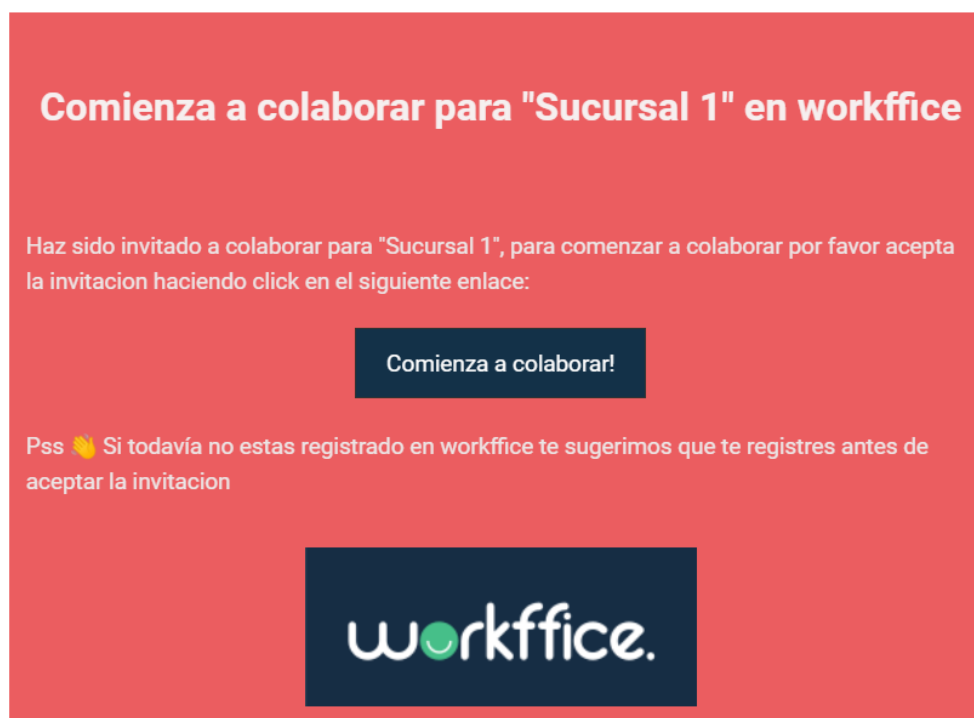 Comienza a colaborar para "Sucursal 1" en workffice
Haz sido invitado a colaborar para "Sucursal 1", para comenzar a colaborar por favor acepta
la invitacion haciendo click en el siguiente enlace:
Comienza a colaborar!
Pss 👋 Si todavía no estas registrado en workffice te sugerimos que te registres antes de
aceptar la invitacion
workffice.